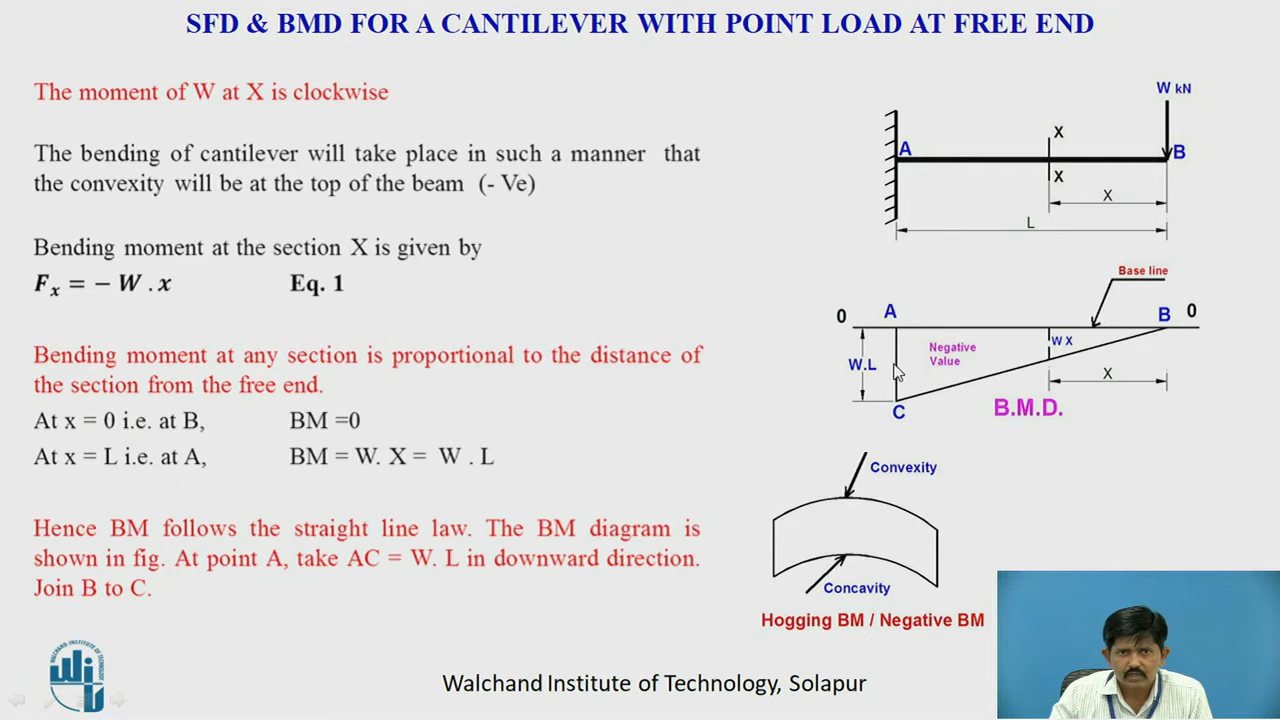 SFD & BMD FOR A CANTILEVER WITH POINT LOAD AT FREE END
The moment of W at X is clockwise
The bending of cantilever will take place in such a manner that
the convexity will be at the top of the beam (- Ve)
Bending moment at the section X is given by
Fₓ = − W . x Eq. 1
Bending moment at any section is proportional to the distance of
the section from the free end.
At x = 0 i.e. at B, BM =0
At x = L i.e. at A, BM = W. X = W . L
Hence BM follows the straight line law. The BM diagram is
shown in fig. At point A, take AC = W. L in downward direction.
Join B to C.
W kN
X
A
B
X
X
L
Base line
0 A B 0
W.L
Negative
Value
W X
X
C
B.M.D.
Convexity
Concavity
Hogging BM / Negative BM
WALCHAND INSTITUTE OF TECHNOLOGY
WIT
Walchand Institute of Technology, Solapur